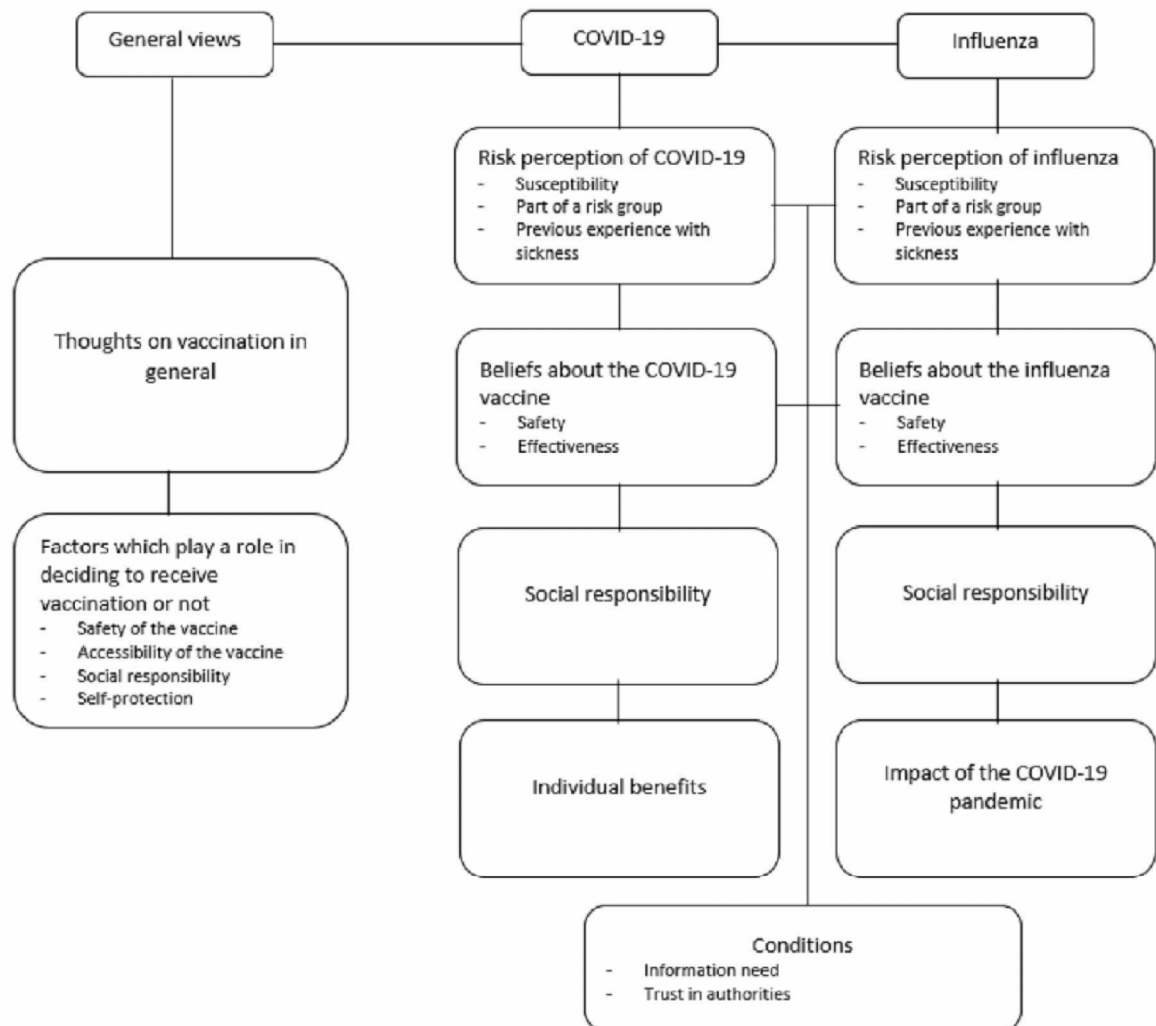 General views
COVID-19
Influenza
Risk perception of COVID-19
- Susceptibility
- Part of a risk group
- Previous experience with
sickness
Risk perception of influenza
- Susceptibility
- Part of a risk group
- Previous experience with
sickness
Thoughts on vaccination in
general
Beliefs about the COVID-19
vaccine
- Safety
- Effectiveness
Beliefs about the influenza
vaccine
- Safety
- Effectiveness
Factors which play a role in
deciding to receive
vaccination or not
- Safety of the vaccine
- Accessibility of the vaccine
- Social responsibility
- Self-protection
Social responsibility
Social responsibility
Individual benefits
Impact of the COVID-19
pandemic
Conditions
- Information need
- Trust in authorities